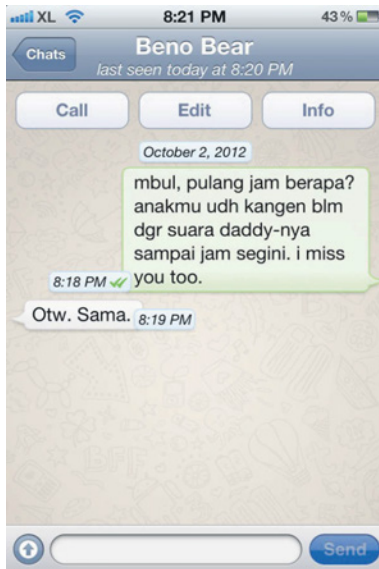 XL 8:21 PM 43 %
Chats Beno Bear
last seen today at 8:20 PM
Call Edit Info
October 2, 2012
mbul, pulang jam berapa?
anakmu udh kangen blm
dgr suara daddy-nya
sampai jam segini. i miss
you too.
8:18 PM
Otw. Sama. 8:19 PM
BFF
Send